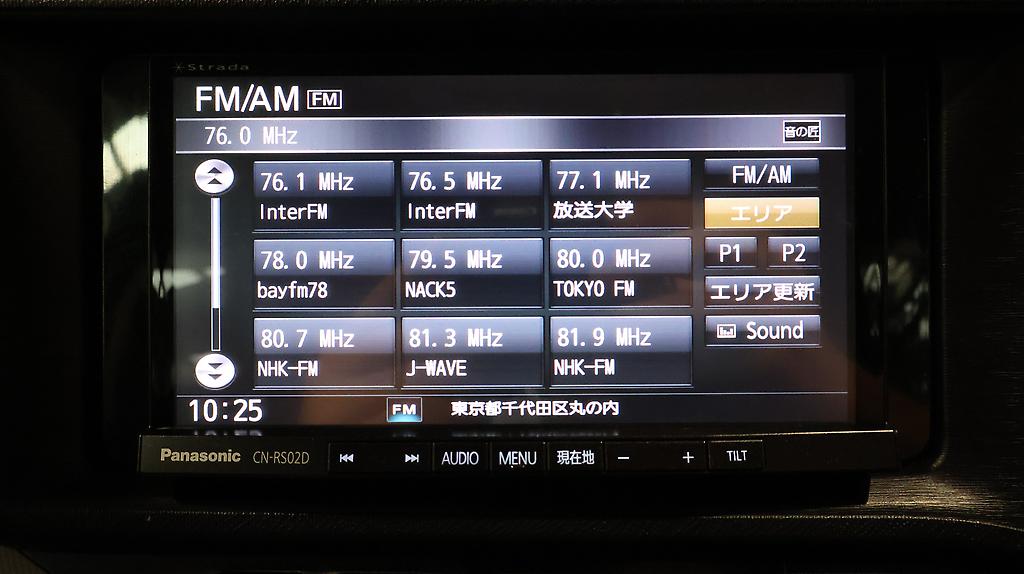 Strada
FM/AM FM
76.0 MHz 音の匠
76.1 MHz 76.5 MHz 77.1 MHz FM/AM
InterFM InterFM 放送大学 エリア
78.0 MHz 79.5 MHz 80.0 MHz P1 P2
bayfm78 NACK5 TOKYO FM エリア更新
80.7 MHz 81.3 MHz 81.9 MHz Sound
NHK-FM J-WAVE NHK-FM
10:25 FM 東京都千代田区丸の内
Panasonic CN-RS02D AUDIO MENU 現在地 − + TILT